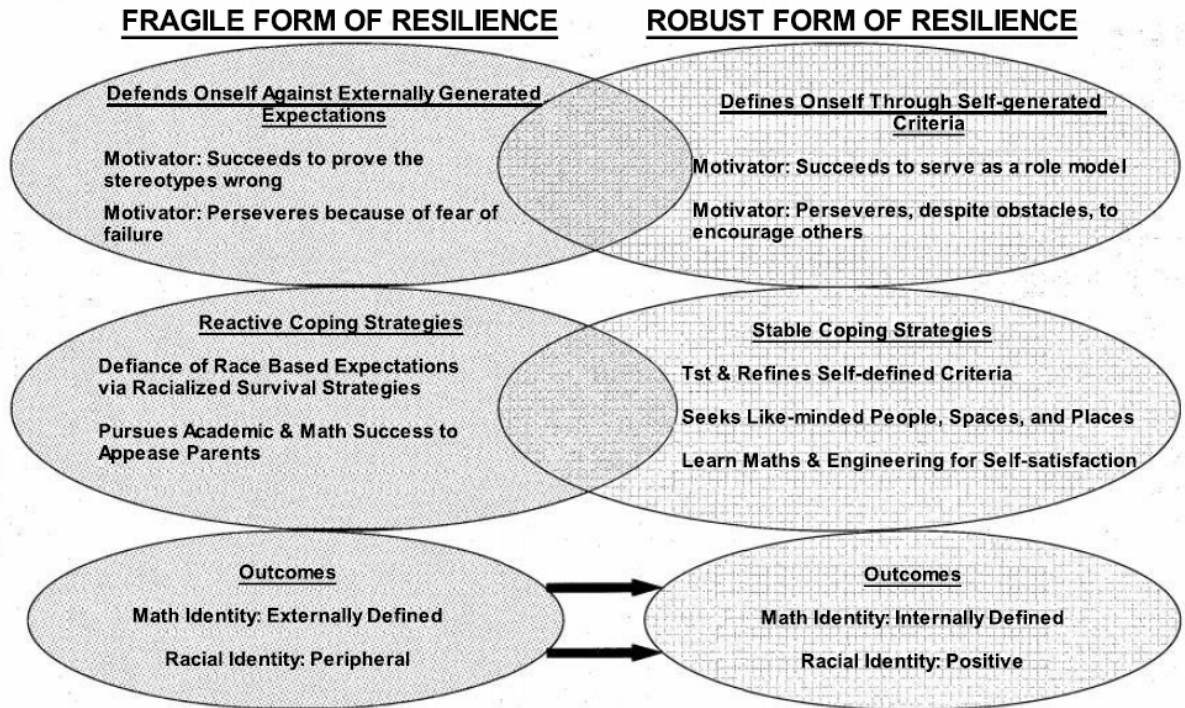 FRAGILE FORM OF RESILIENCE
Defends Onself Against Externally Generated
Expectations
Motivator: Succeeds to prove the
stereotypes wrong
Motivator: Perseveres because of fear of
failure
Reactive Coping Strategies
Defiance of Race Based Expectations
via Racialized Survival Strategies
Pursues Academic & Math Success to
Appease Parents
Outcomes
Math Identity: Externally Defined
Racial Identity: Peripheral
ROBUST FORM OF RESILIENCE
Defines Onself Through Self-generated
Criteria
Motivator: Succeeds to serve as a role model
Motivator: Perseveres, despite obstacles, to
encourage others
Stable Coping Strategies
Tst & Refines Self-defined Criteria
Seeks Like-minded People, Spaces, and Places
Learn Maths & Engineering for Self-satisfaction
Outcomes
Math Identity: Internally Defined
Racial Identity: Positive